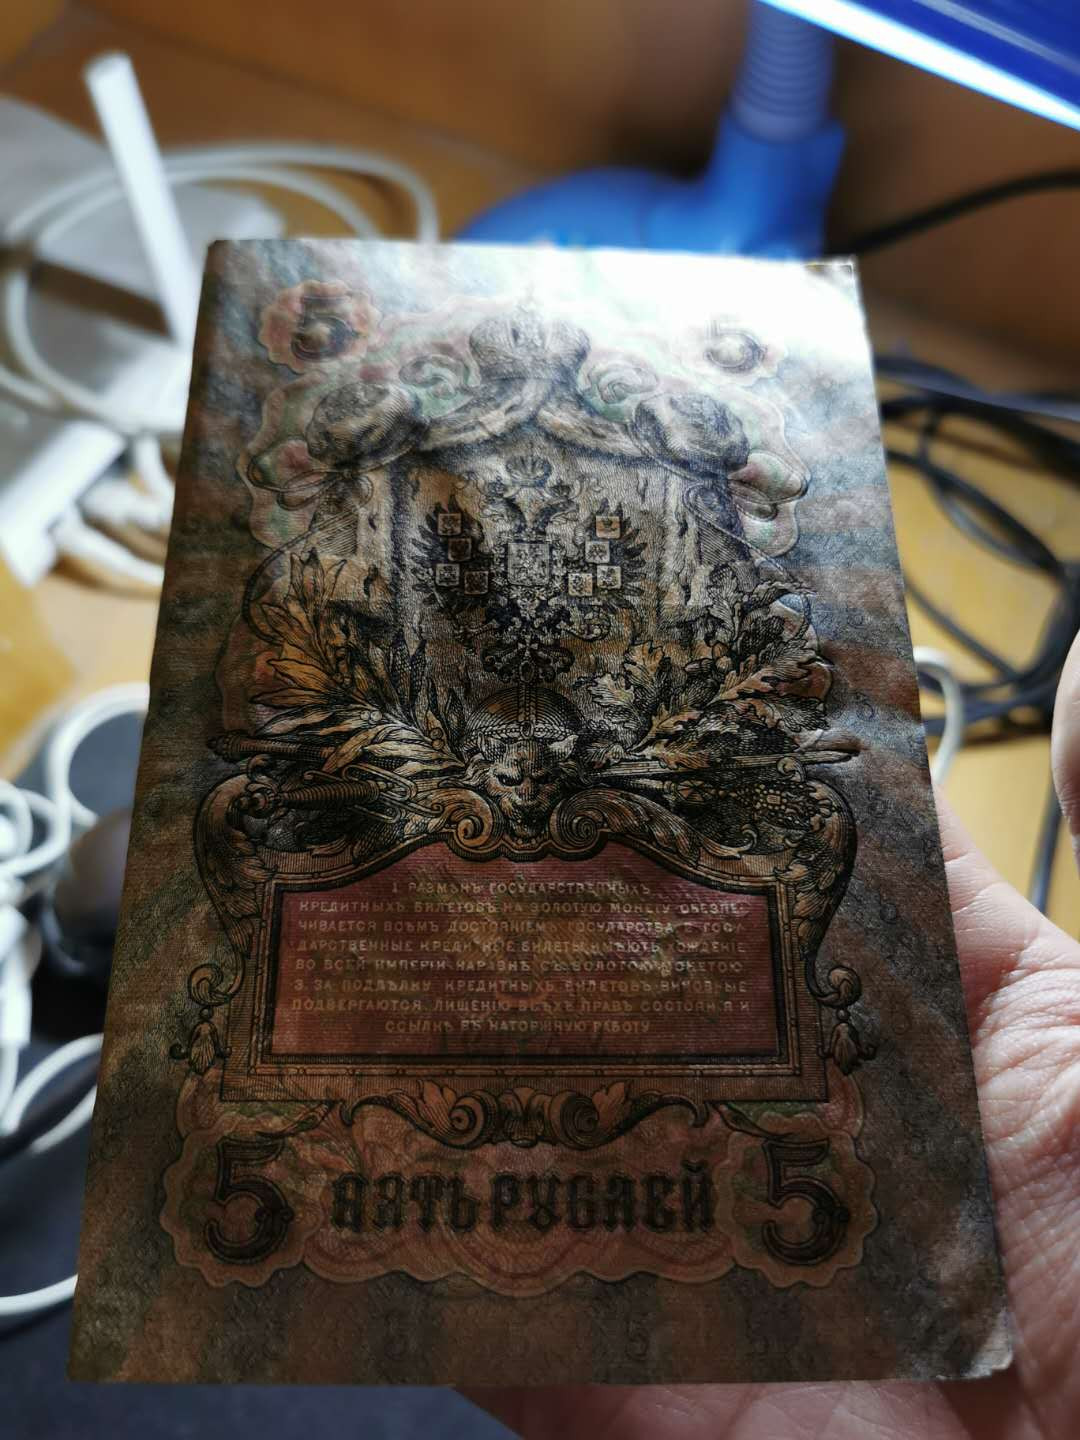 5 5
1. РАЗМѢНЪ ГОСУДАРСТВЕННЫХЪ
КРЕДИТНЫХЪ БИЛЕТОВЪ НА ЗОЛОТУЮ МОНЕТУ ОБЕЗПЕ-
ЧИВАЕТСЯ ВСѢМЪ ДОСТОЯНІЕМЪ ГОСУДАРСТВА. 2. ГОСУ-
ДАРСТВЕННЫЕ КРЕДИТНЫЕ БИЛЕТЫ ИМѢЮТЪ ХОЖДЕНІЕ
ВО ВСЕЙ ИМПЕРІИ НАРАВНѢ СЪ ЗОЛОТОЮ МОНЕТОЮ.
3. ЗА ПОДДѢЛКУ КРЕДИТНЫХЪ БИЛЕТОВЪ ВИНОВНЫЕ
ПОДВЕРГАЮТСЯ ЛИШЕНІЮ ВСѢХЪ ПРАВЪ СОСТОЯНІЯ И
ССЫЛКѢ ВЪ КАТОРЖНУЮ РАБОТУ
5 ПЯТЬ РУБЛЕЙ 5